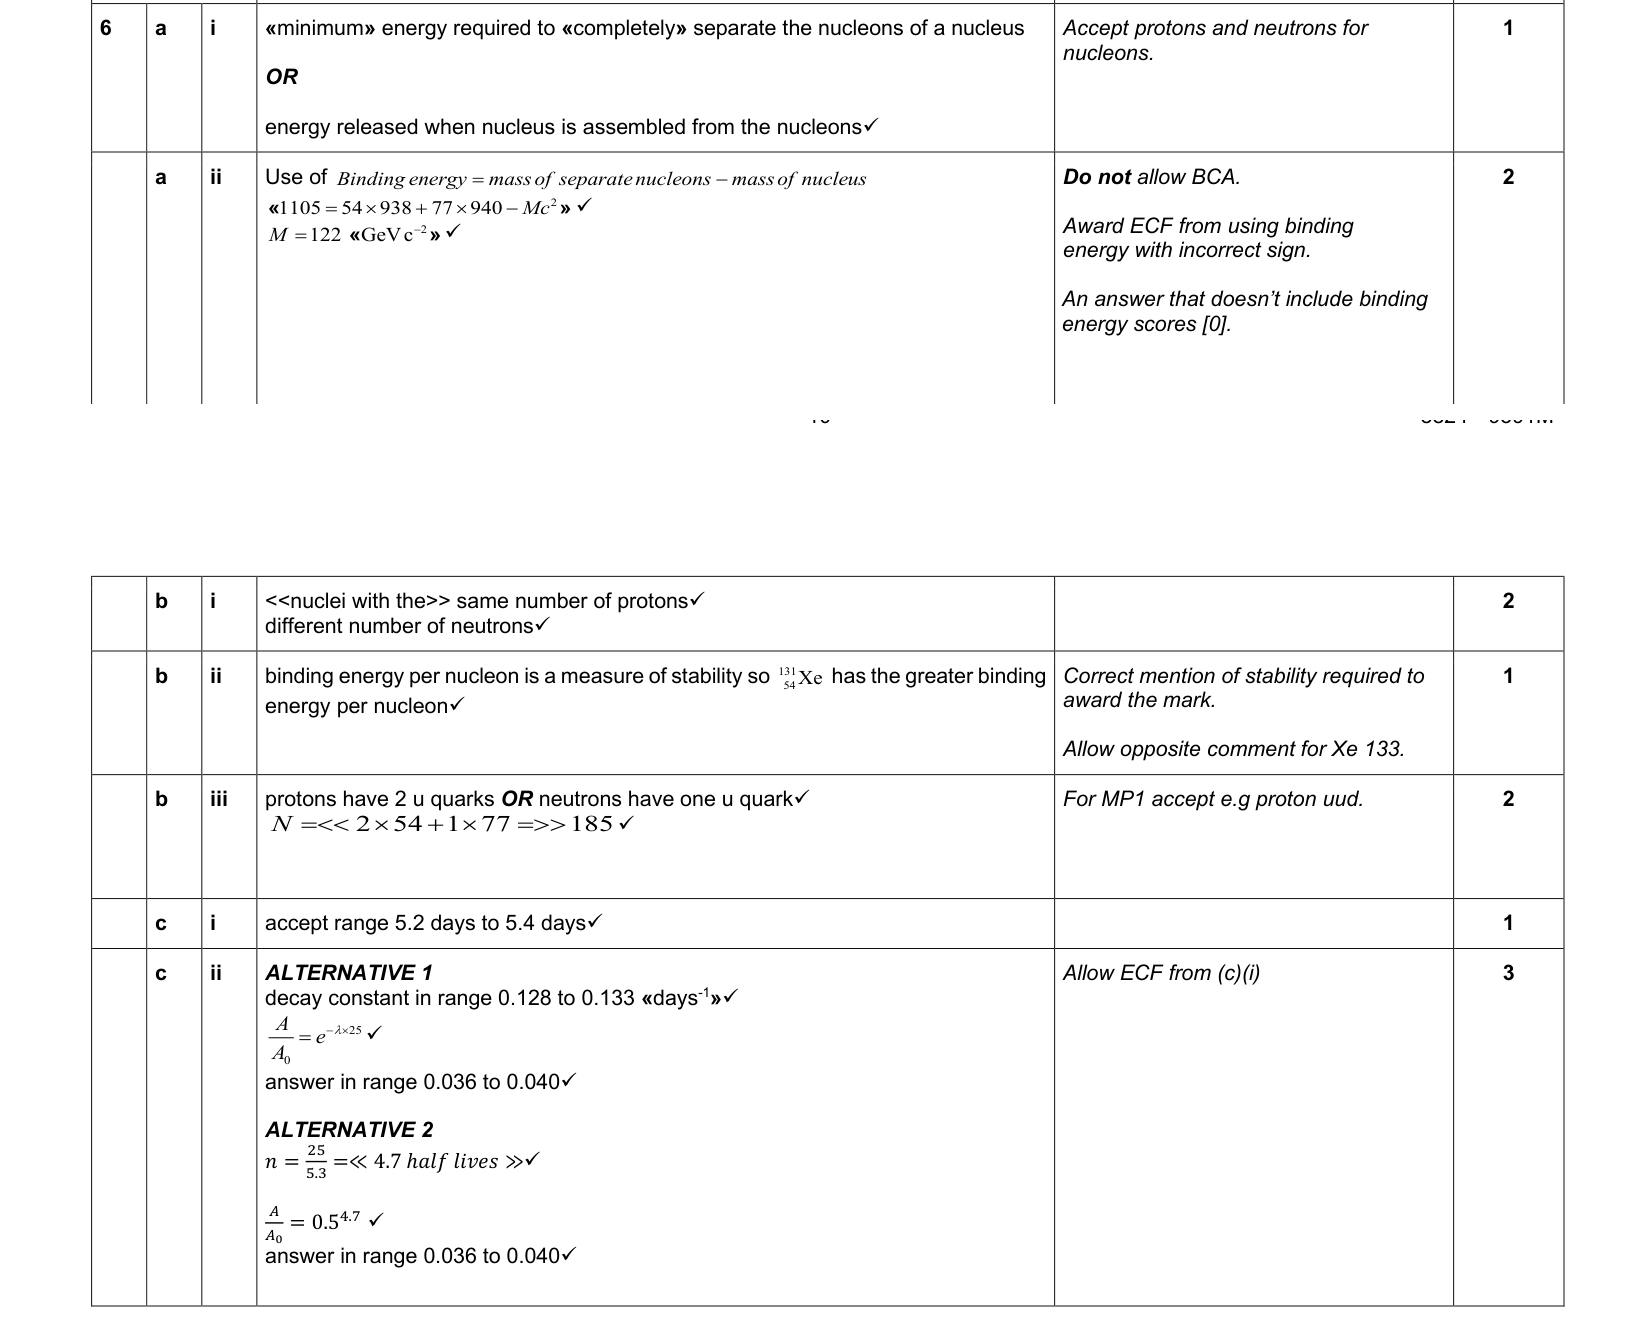 6 a i «minimum» energy required to «completely» separate the nucleons of a nucleus Accept protons and neutrons for 1
nucleons.
OR
energy released when nucleus is assembled from the nucleons✓
a ii Use of Binding energy = mass of separate nucleons – mass of nucleus Do not allow BCA. 2
«1105 = 54×938 + 77×940 – Mc²» ✓
Award ECF from using binding
M = 122 «GeV c⁻²» ✓
energy with incorrect sign.
An answer that doesn’t include binding
energy scores [0].
b i <<nuclei with the>> same number of protons✓ 2
different number of neutrons✓
b ii binding energy per nucleon is a measure of stability so ¹³¹₅₄Xe has the greater binding Correct mention of stability required to 1
energy per nucleon✓ award the mark.
Allow opposite comment for Xe 133.
b iii protons have 2 u quarks OR neutrons have one u quark✓ For MP1 accept e.g proton uud. 2
N =<< 2×54+1×77 =>> 185 ✓
c i accept range 5.2 days to 5.4 days✓ 1
c ii ALTERNATIVE 1 Allow ECF from (c)(i) 3
decay constant in range 0.128 to 0.133 «days⁻¹»✓
A/A₀ = e^(−λ×25) ✓
answer in range 0.036 to 0.040✓
ALTERNATIVE 2
n = 25/5.3 =≪ 4.7 half lives ≫✓
A/A₀ = 0.5^4.7 ✓
answer in range 0.036 to 0.040✓